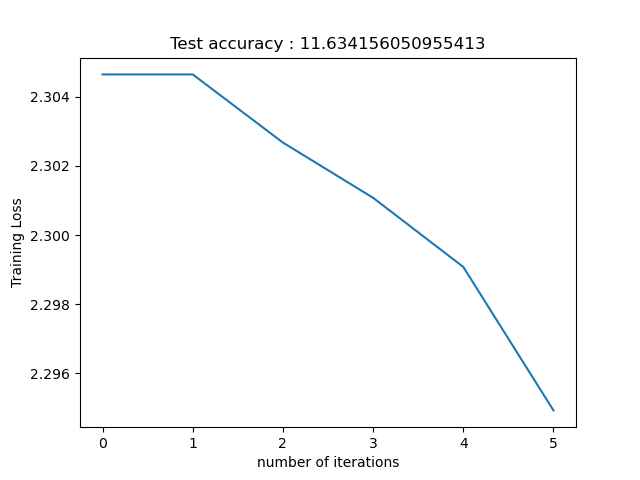 Test accuracy : 11.634156050955413
2.304
2.302
2.300
2.298
2.296
Training Loss
0 1 2 3 4 5
number of iterations